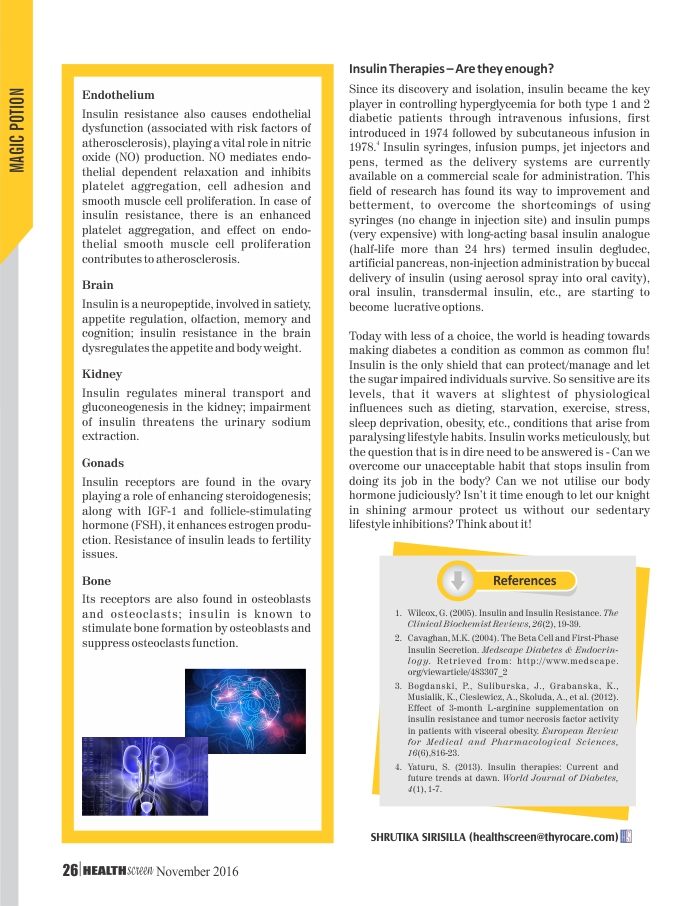 MAGIC POTION
Endothelium
Insulin resistance also causes endothelial
dysfunction (associated with risk factors of
atherosclerosis), playing a vital role in nitric
oxide (NO) production. NO mediates endo-
thelial dependent relaxation and inhibits
platelet aggregation, cell adhesion and
smooth muscle cell proliferation. In case of
insulin resistance, there is an enhanced
platelet aggregation, and effect on endo-
thelial smooth muscle cell proliferation
contributes to atherosclerosis.
Brain
Insulin is a neuropeptide, involved in satiety,
appetite regulation, olfaction, memory and
cognition; insulin resistance in the brain
dysregulates the appetite and body weight.
Kidney
Insulin regulates mineral transport and
gluconeogenesis in the kidney; impairment
of insulin threatens the urinary sodium
extraction.
Gonads
Insulin receptors are found in the ovary
playing a role of enhancing steroidogenesis;
along with IGF-1 and follicle-stimulating
hormone (FSH), it enhances estrogen produ-
ction. Resistance of insulin leads to fertility
issues.
Bone
Its receptors are also found in osteoblasts
and osteoclasts; insulin is known to
stimulate bone formation by osteoblasts and
suppress osteoclasts function.
Insulin Therapies – Are they enough?
Since its discovery and isolation, insulin became the key
player in controlling hyperglycemia for both type 1 and 2
diabetic patients through intravenous infusions, first
introduced in 1974 followed by subcutaneous infusion in
1978.⁴ Insulin syringes, infusion pumps, jet injectors and
pens, termed as the delivery systems are currently
available on a commercial scale for administration. This
field of research has found its way to improvement and
betterment, to overcome the shortcomings of using
syringes (no change in injection site) and insulin pumps
(very expensive) with long-acting basal insulin analogue
(half-life more than 24 hrs) termed insulin degludec,
artificial pancreas, non-injection administration by buccal
delivery of insulin (using aerosol spray into oral cavity),
oral insulin, transdermal insulin, etc., are starting to
become lucrative options.
Today with less of a choice, the world is heading towards
making diabetes a condition as common as common flu!
Insulin is the only shield that can protect/manage and let
the sugar impaired individuals survive. So sensitive are its
levels, that it wavers at slightest of physiological
influences such as dieting, starvation, exercise, stress,
sleep deprivation, obesity, etc., conditions that arise from
paralysing lifestyle habits. Insulin works meticulously, but
the question that is in dire need to be answered is - Can we
overcome our unacceptable habit that stops insulin from
doing its job in the body? Can we not utilise our body
hormone judiciously? Isn't it time enough to let our knight
in shining armour protect us without our sedentary
lifestyle inhibitions? Think about it!
References
1. Wilcox, G. (2005). Insulin and Insulin Resistance. The
Clinical Biochemist Reviews, 26(2), 19-39.
2. Cavaghan, M.K. (2004). The Beta Cell and First-Phase
Insulin Secretion. Medscape Diabetes & Endocrin-
logy. Retrieved from: http://www.medscape.
org/viewarticle/483307_2
3. Bogdanski, P., Suliburska, J., Grabanska, K.,
Musialik, K., Cieslewicz, A., Skoluda, A., et al. (2012).
Effect of 3-month L-arginine supplementation on
insulin resistance and tumor necrosis factor activity
in patients with visceral obesity. European Review
for Medical and Pharmacological Sciences,
16(6),816-23.
4. Yaturu, S. (2013). Insulin therapies: Current and
future trends at dawn. World Journal of Diabetes,
4(1), 1-7.
SHRUTIKA SIRISILLA (healthscreen@thyrocare.com) HS
26 HEALTH screen November 2016